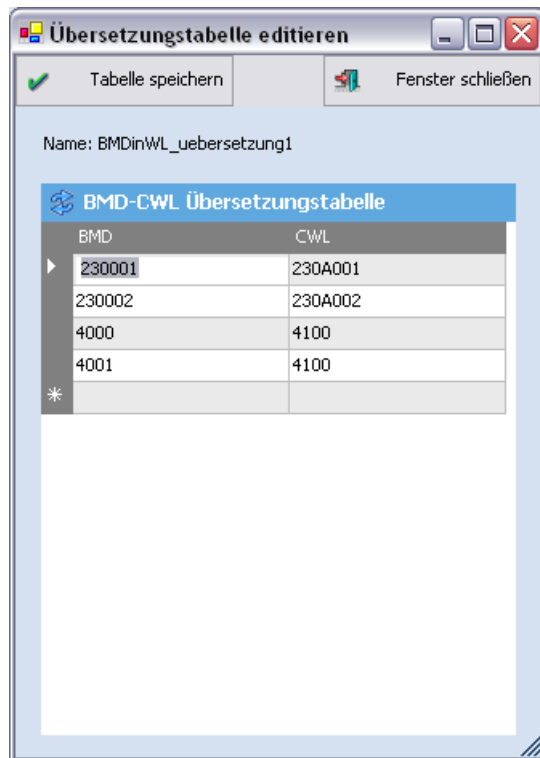 Übersetzungstabelle editieren
Tabelle speichern Fenster schließen
Name: BMDinWL_uebersetzung1
BMD-CWL Übersetzungstabelle
BMD CWL
230001 230A001
230002 230A002
4000 4100
4001 4100